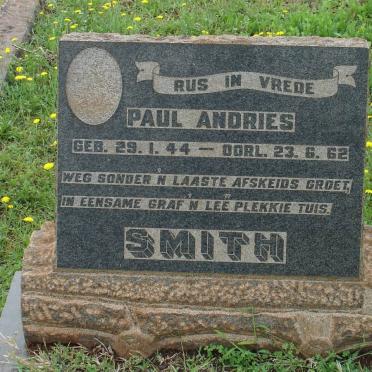 RUS IN VREDE
PAUL ANDRIES
GEB. 29. 1. 44 — OORL. 23. 6. 62
WEG SONDER 'N LAASTE AFSKEIDS GROET,
IN EENSAME GRAF 'N LEE PLEKKIE TUIS.
SMITH